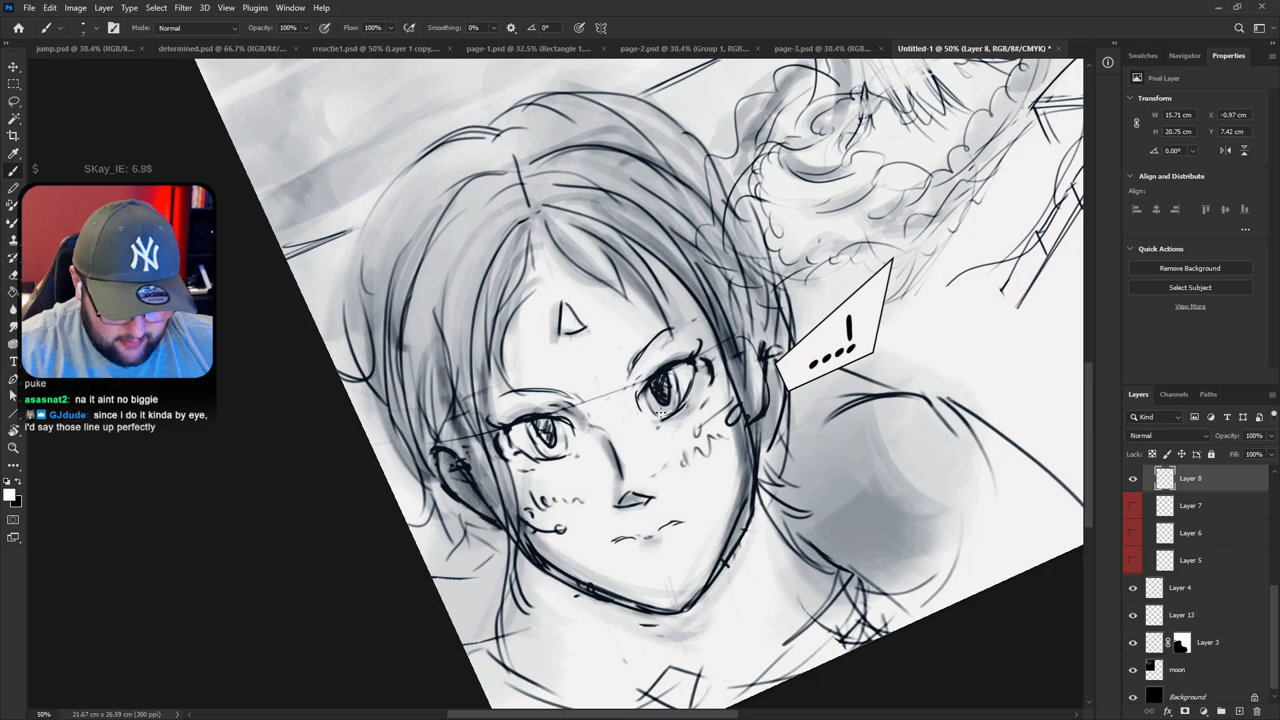 File Edit Image Layer Type Select Filter 3D View Plugins Window Help
Mode: Normal Opacity: 100% Flow: 100% Smoothing: 0% 0°
jump.psd @ 30.4% (RGB/8... determined.psd @ 66.7% (RGB/8#/... rreactie1.psd @ 50% (Layer 1 copy,... page-1.psd @ 32.5% (Rectangle 1,... page-2.psd @ 30.4% (Group 1, RGB... page-3.psd @ 30.4% (RGB/8#/CMYK) Untitled-1 @ 50% (Layer 8, RGB/8#/CMYK) *
Swatches Navigator Properties
Pixel Layer
Transform
W 15.71 cm X -0.97 cm
H 20.75 cm Y 7.42 cm
0.00°
Align and Distribute
Align:
Quick Actions
Remove Background
Select Subject
View More
$ SKay_IE: 6.9$
NY
puke
asasnat2: na it aint no biggie
GJdude: since i do it kinda by eye,
i'd say those line up perfectly
....!
Layers Channels Paths
Kind
Normal Opacity: 100%
Lock: Fill: 100%
Layer 8
Layer 7
Layer 6
Layer 5
Layer 4
Layer 13
Layer 3
moon
Background
50% 21.67 cm x 26.59 cm (300 ppi)